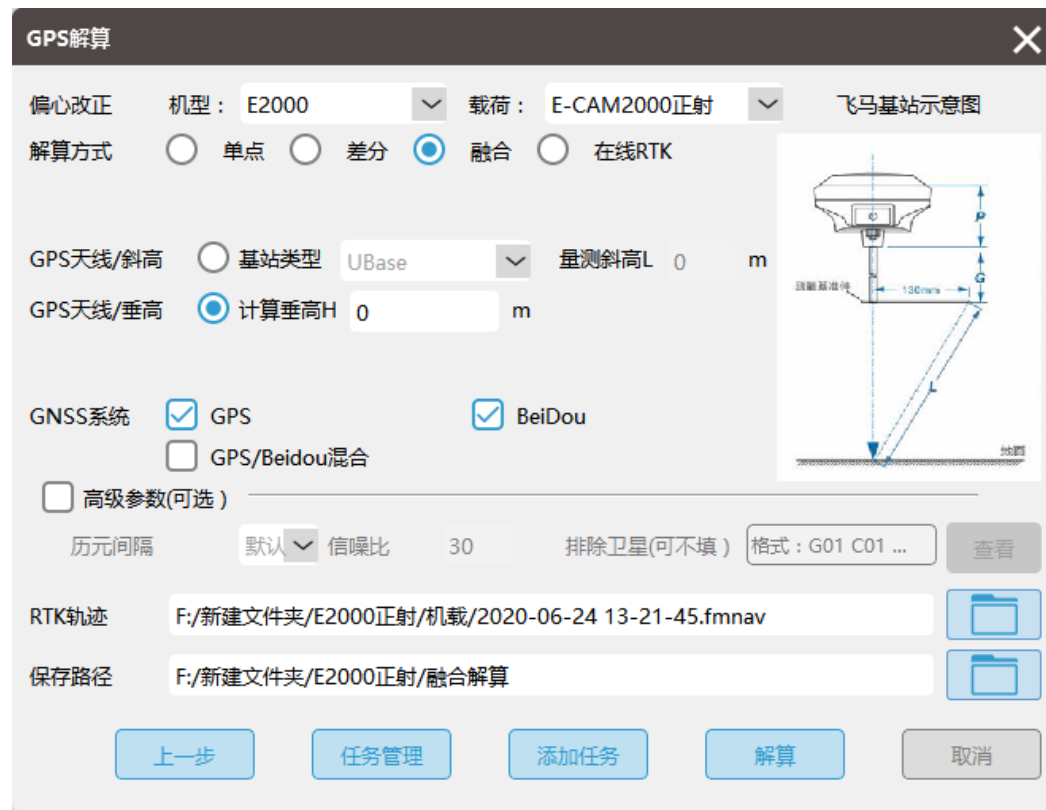 GPS解算
偏心改正 机型： E2000 载荷： E-CAM2000正射 飞马基站示意图
解算方式 单点 差分 融合 在线RTK
P
GPS天线/斜高 基站类型 UBase 量测斜高L 0 m
G
测量基准件 130mm
GPS天线/垂高 计算垂高H 0 m
L
GNSS系统 GPS BeiDou
GPS/Beidou混合
地面
高级参数(可选）
历元间隔 默认 信噪比 30 排除卫星(可不填） 格式：G01 C01 ... 查看
RTK轨迹 F:/新建文件夹/E2000正射/机载/2020-06-24 13-21-45.fmnav
保存路径 F:/新建文件夹/E2000正射/融合解算
上一步 任务管理 添加任务 解算 取消